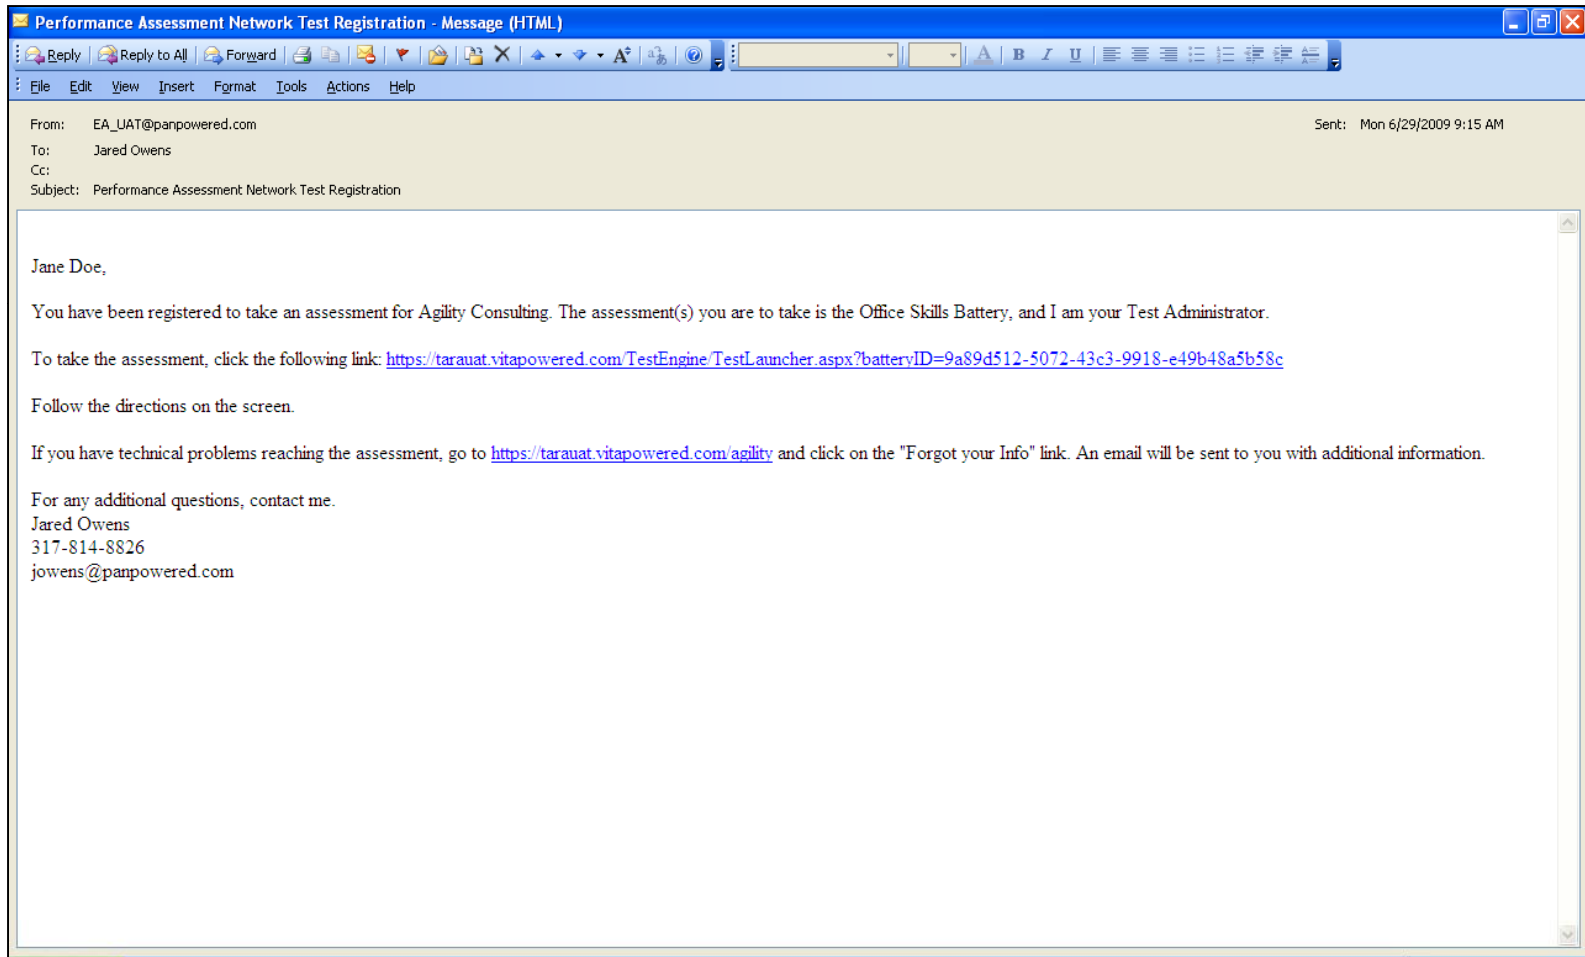 Performance Assessment Network Test Registration - Message (HTML)
Reply Reply to All Forward
A B I U
File Edit View Insert Format Tools Actions Help
From: EA_UAT@panpowered.com Sent: Mon 6/29/2009 9:15 AM
To: Jared Owens
Cc:
Subject: Performance Assessment Network Test Registration
Jane Doe,
You have been registered to take an assessment for Agility Consulting. The assessment(s) you are to take is the Office Skills Battery, and I am your Test Administrator.
To take the assessment, click the following link: https://tarauat.vitapowered.com/TestEngine/TestLauncher.aspx?batteryID=9a89d512-5072-43c3-9918-e49b48a5b58c
Follow the directions on the screen.
If you have technical problems reaching the assessment, go to https://tarauat.vitapowered.com/agility and click on the "Forgot your Info" link. An email will be sent to you with additional information.
For any additional questions, contact me.
Jared Owens
317-814-8826
jowens@panpowered.com